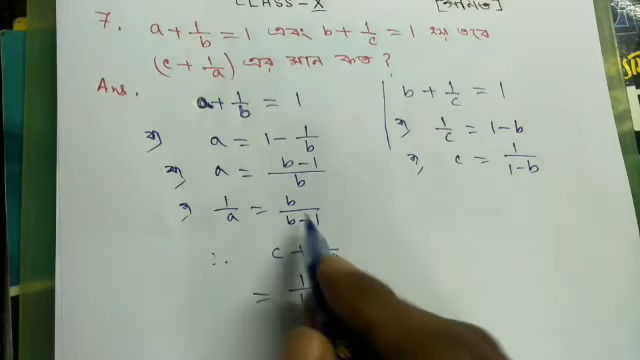 CLASS-X [গণিত]
7. a + 1/b = 1 এবং b + 1/c = 1 হয় তবে
(c + 1/a) এর মান কত ?
Ans.
a + 1/b = 1
বা, a = 1 - 1/b
বা, a = b-1/b
বা, 1/a = b/b-1
∴ c +
= 1
b + 1/c = 1
বা, 1/c = 1-b
বা, c = 1/1-b